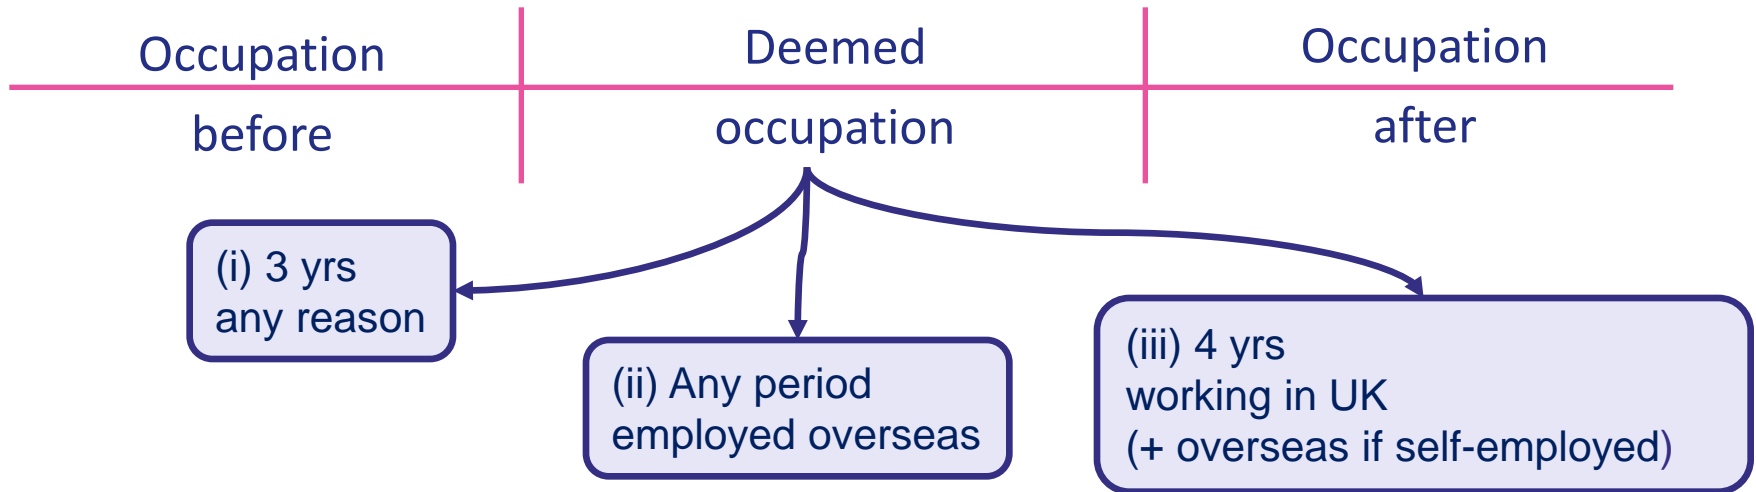 Occupation
before
Deemed
occupation
Occupation
after
(i) 3 yrs
any reason
(ii) Any period
employed overseas
(iii) 4 yrs
working in UK
(+ overseas if self-employed)